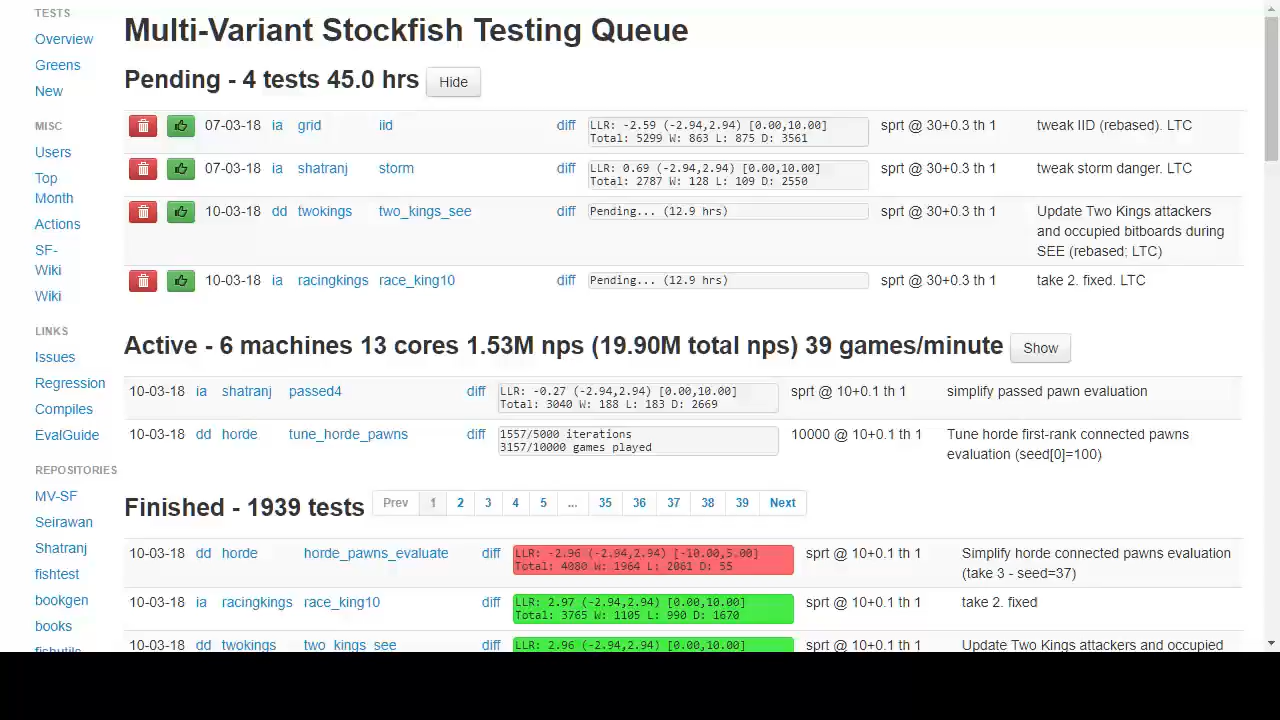 TESTS
Overview
Greens
New
MISC
Users
Top
Month
Actions
SF-
Wiki
Wiki
LINKS
Issues
Regression
Compiles
EvalGuide
REPOSITORIES
MV-SF
Seirawan
Shatranj
fishtest
bookgen
books
fishutils
Multi-Variant Stockfish Testing Queue
Pending - 4 tests 45.0 hrs Hide
07-03-18 ia grid iid diff LLR: -2.59 (-2.94,2.94) [0.00,10.00] sprt @ 30+0.3 th 1 tweak IID (rebased). LTC
Total: 5299 W: 863 L: 875 D: 3561
07-03-18 ia shatranj storm diff LLR: 0.69 (-2.94,2.94) [0.00,10.00] sprt @ 30+0.3 th 1 tweak storm danger. LTC
Total: 2787 W: 128 L: 109 D: 2550
10-03-18 dd twokings two_kings_see diff Pending... (12.9 hrs) sprt @ 30+0.3 th 1 Update Two Kings attackers
and occupied bitboards during
SEE (rebased; LTC)
10-03-18 ia racingkings race_king10 diff Pending... (12.9 hrs) sprt @ 30+0.3 th 1 take 2. fixed. LTC
Active - 6 machines 13 cores 1.53M nps (19.90M total nps) 39 games/minute Show
10-03-18 ia shatranj passed4 diff LLR: -0.27 (-2.94,2.94) [0.00,10.00] sprt @ 10+0.1 th 1 simplify passed pawn evaluation
Total: 3040 W: 188 L: 183 D: 2669
10-03-18 dd horde tune_horde_pawns diff 1557/5000 iterations 10000 @ 10+0.1 th 1 Tune horde first-rank connected pawns
3157/10000 games played evaluation (seed[0]=100)
Finished - 1939 tests Prev 1 2 3 4 5 ... 35 36 37 38 39 Next
10-03-18 dd horde horde_pawns_evaluate diff LLR: -2.96 (-2.94,2.94) [-10.00,5.00] sprt @ 10+0.1 th 1 Simplify horde connected pawns evaluation
Total: 4080 W: 1964 L: 2061 D: 55 (take 3 - seed=37)
10-03-18 ia racingkings race_king10 diff LLR: 2.97 (-2.94,2.94) [0.00,10.00] sprt @ 10+0.1 th 1 take 2. fixed
Total: 3765 W: 1105 L: 990 D: 1670
10-03-18 dd twokings two_kings_see diff LLR: 2.96 (-2.94,2.94) [0.00,10.00] sprt @ 10+0.1 th 1 Update Two Kings attackers and occupied